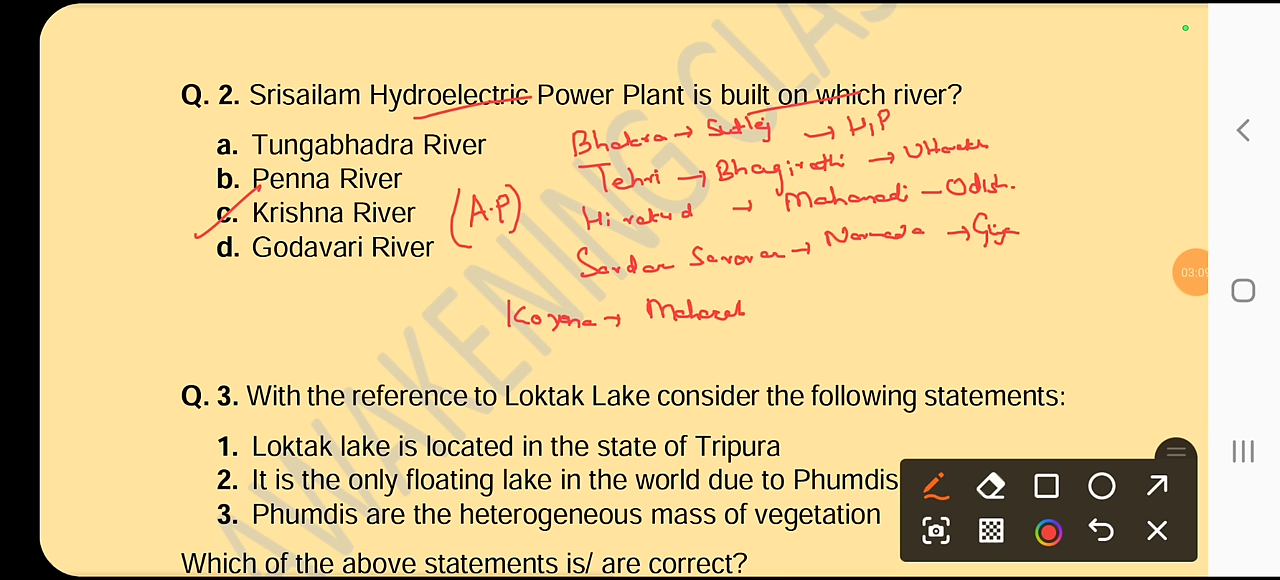 Q. 2. Srisailam Hydroelectric Power Plant is built on which river?
a. Tungabhadra River
b. Penna River
c. Krishna River
d. Godavari River
(A.P)
Bhakra → Sutlej → H.P
Tehri → Bhagirathi →
Hirakud → Mahanadi – Odish.
Sardar Sarovar → Narmada →
Koyna →
Q. 3. With the reference to Loktak Lake consider the following statements:
1. Loktak lake is located in the state of Tripura
2. It is the only floating lake in the world due to Phumdis
3. Phumdis are the heterogeneous mass of vegetation
Which of the above statements is/ are correct?
AWAKENING CLAS
03:09